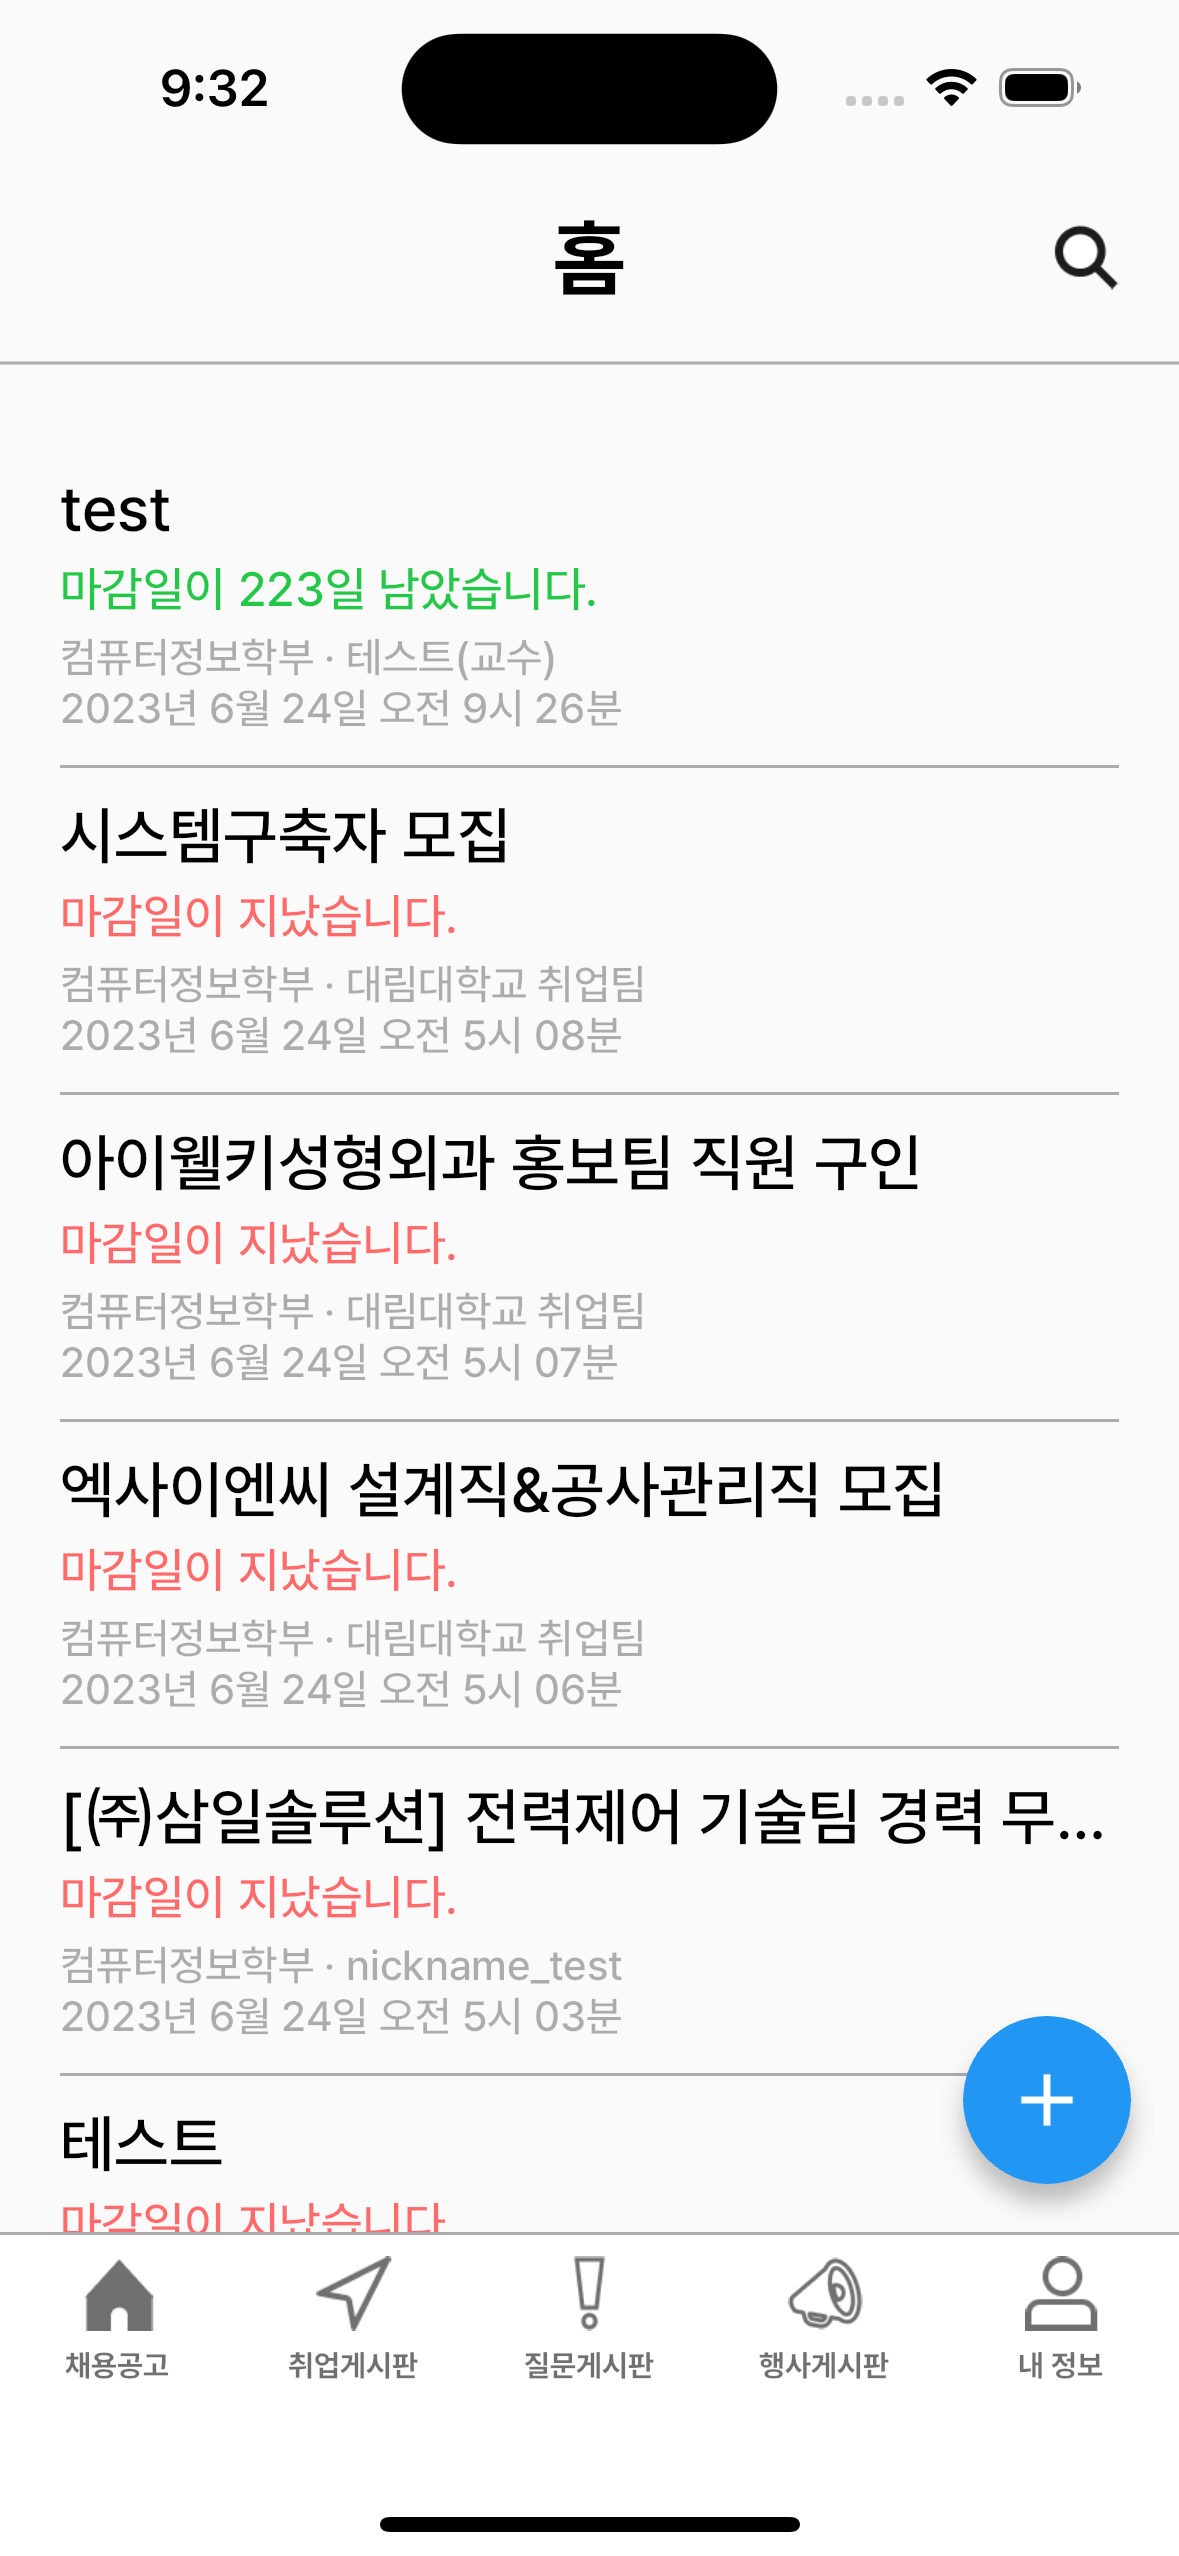 9:32
홈
test
마감일이 223일 남았습니다.
컴퓨터정보학부 · 테스트(교수)
2023년 6월 24일 오전 9시 26분
시스템구축자 모집
마감일이 지났습니다.
컴퓨터정보학부 · 대림대학교 취업팀
2023년 6월 24일 오전 5시 08분
아이웰키성형외과 홍보팀 직원 구인
마감일이 지났습니다.
컴퓨터정보학부 · 대림대학교 취업팀
2023년 6월 24일 오전 5시 07분
엑사이엔씨 설계직&공사관리직 모집
마감일이 지났습니다.
컴퓨터정보학부 · 대림대학교 취업팀
2023년 6월 24일 오전 5시 06분
[㈜삼일솔루션] 전력제어 기술팀 경력 무...
마감일이 지났습니다.
컴퓨터정보학부 · nickname_test
2023년 6월 24일 오전 5시 03분
테스트
마감일이 지났습니다
채용공고
취업게시판
질문게시판
행사게시판
내 정보